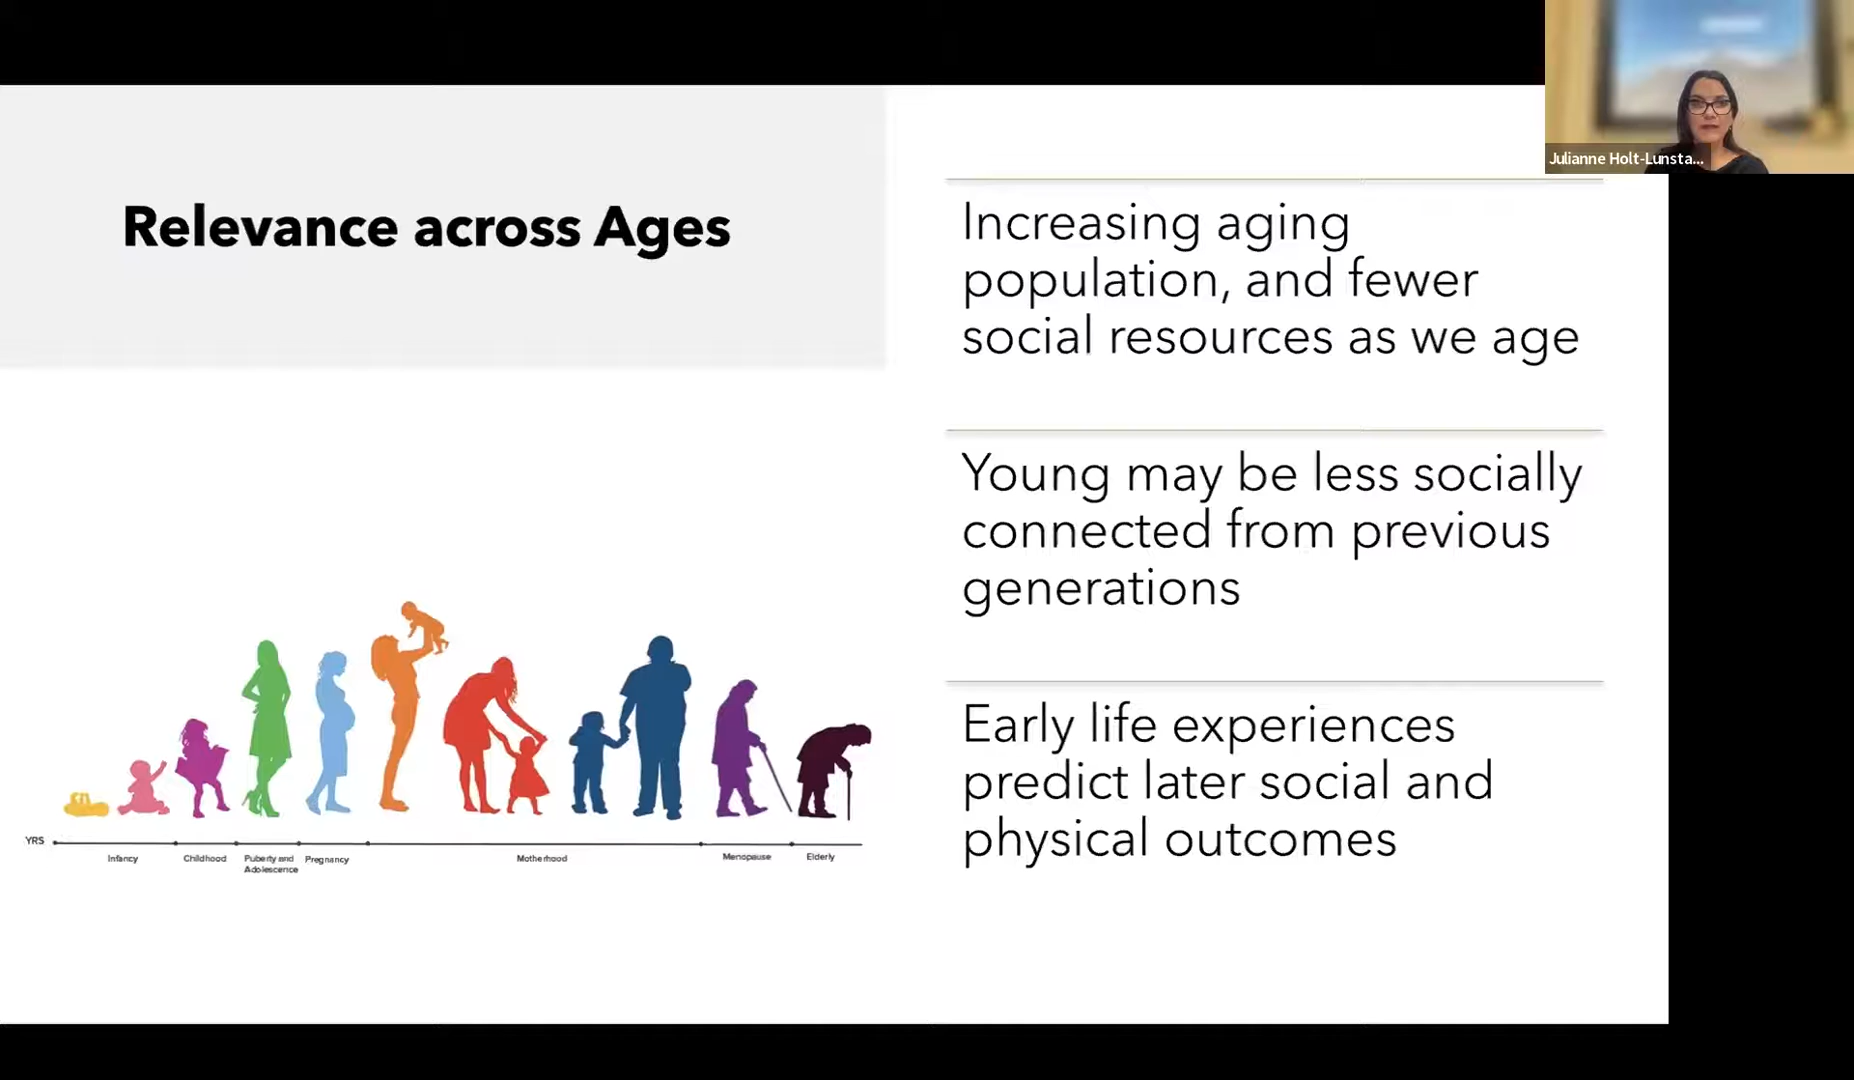 Julianne Holt-Lunsta...
Relevance across Ages
Increasing aging
population, and fewer
social resources as we age
Young may be less socially
connected from previous
generations
Early life experiences
predict later social and
physical outcomes
YRS
Infancy
Childhood
Puberty and
Adolescence
Pregnancy
Motherhood
Menopause
Elderly